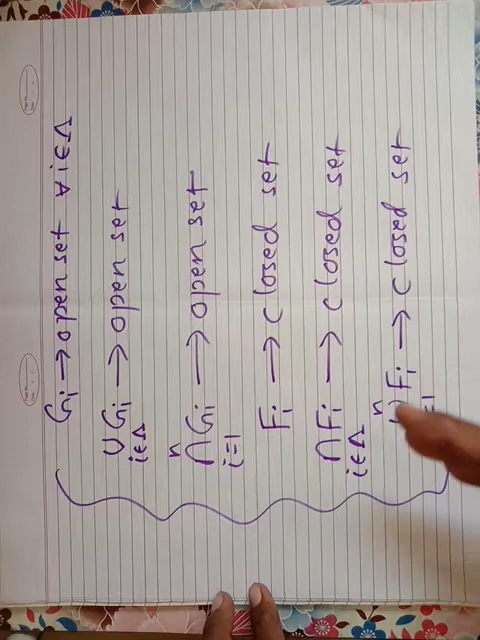 Gi → open set ∀ i ∈ Δ
∪ Gi → open set
i ∈ Δ
n
∩ Gi → open set
i=1
Fi → closed set
∩ Fi → closed set
i ∈ Δ
n
∪ Fi → closed set
=1